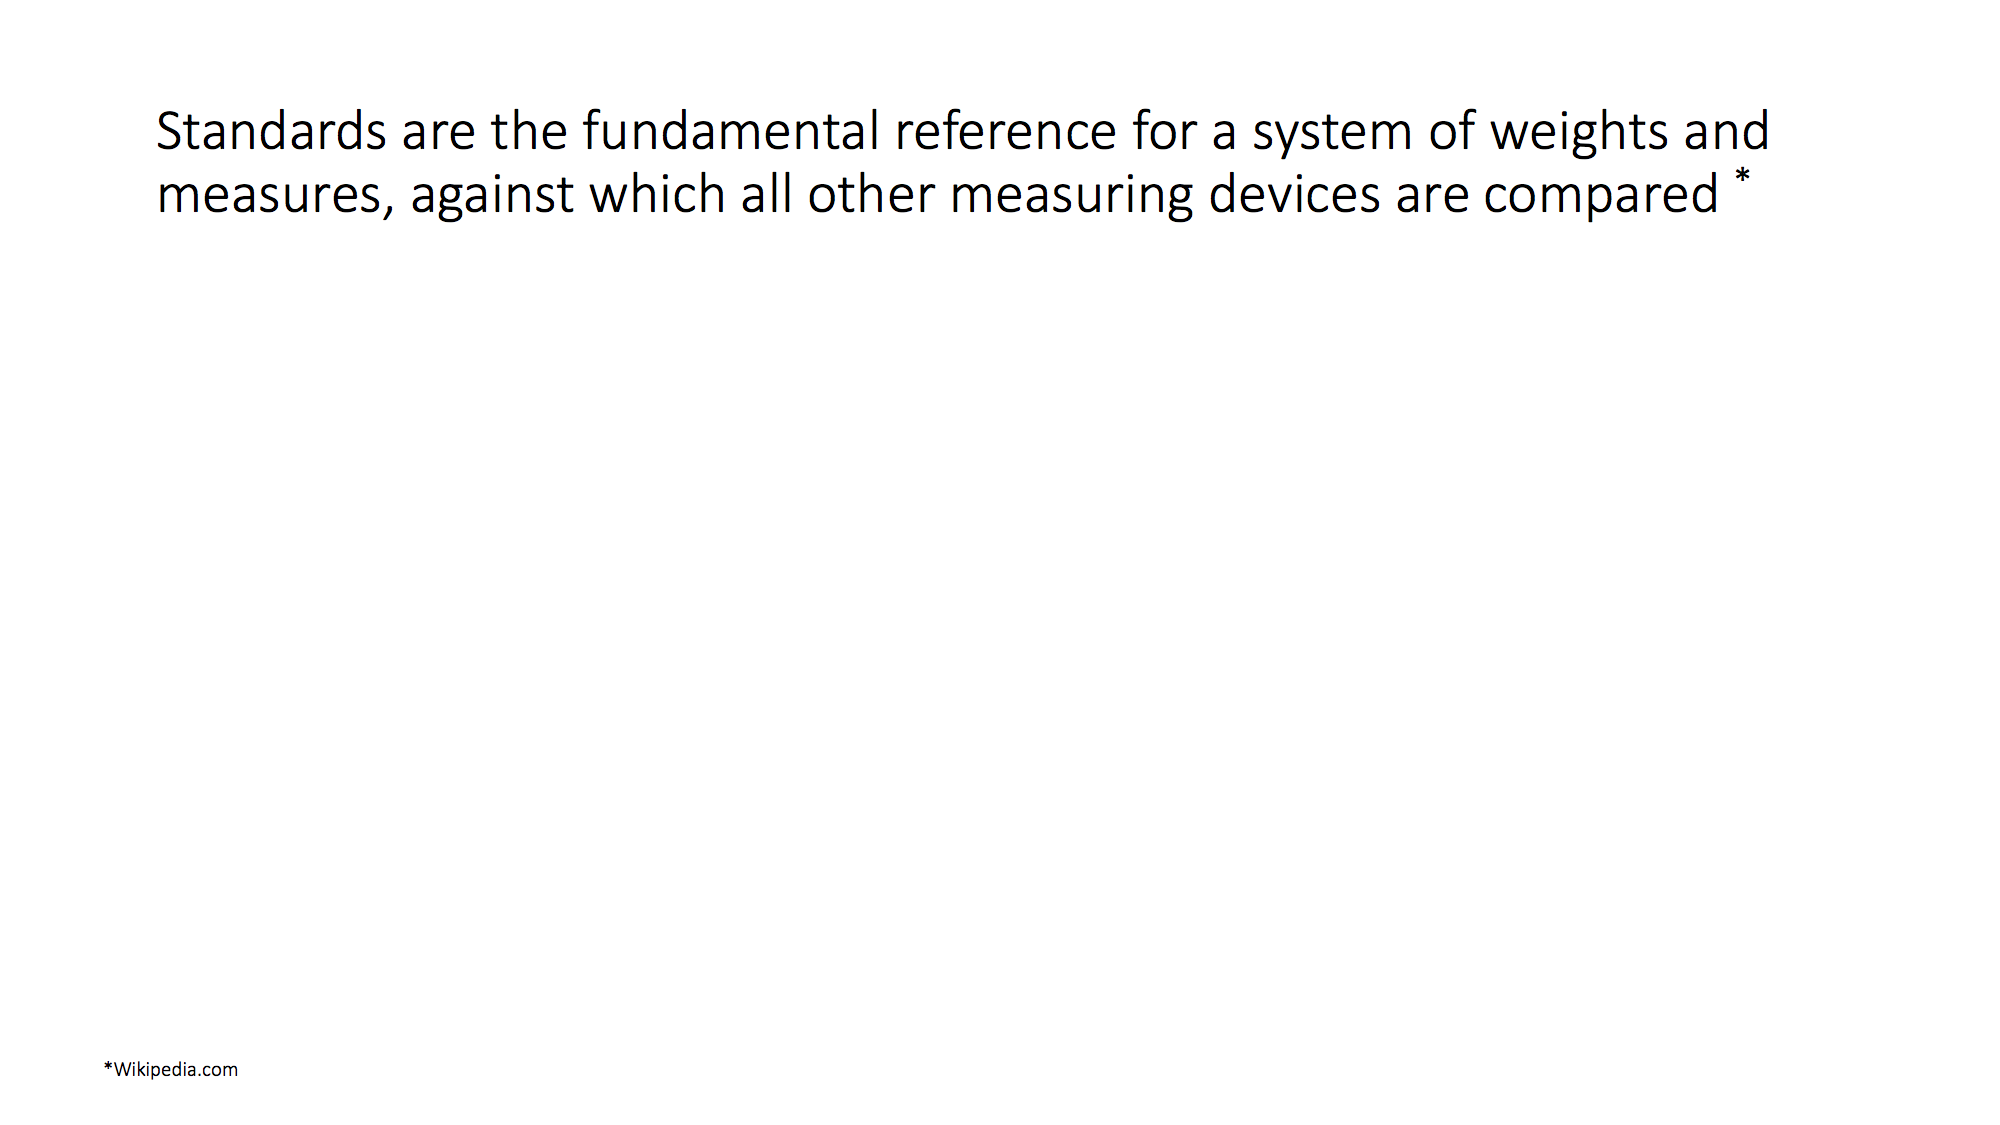 Standards are the fundamental reference for a system of weights and
measures, against which all other measuring devices are compared *
*Wikipedia.com